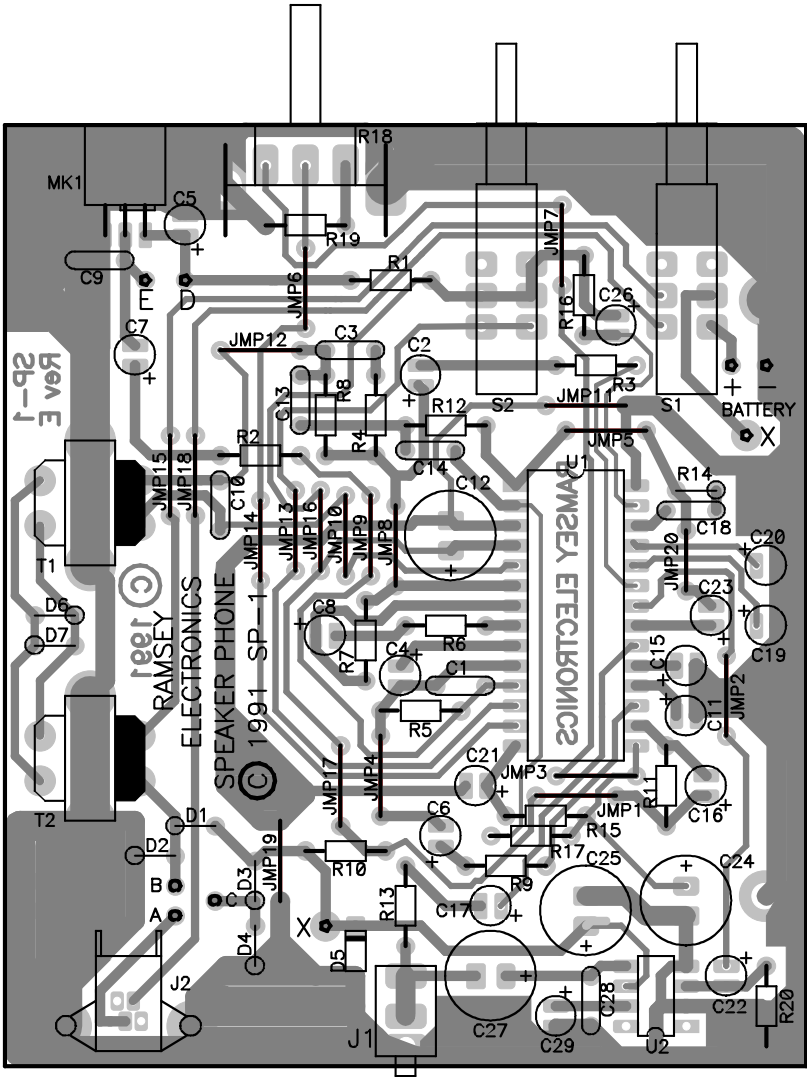 R18
MK1
C5
+
R19
JMP7
C9
R1
E D
JMP6
R16
C26
+
C7
+
JMP12
C3
C2
+
R3
+ -
BATTERY
X
Rev E
SP-1
C13
R8
R4
R12
S2
JMP11
S1
JMP5
R2
C14
U1
JMP15
JMP18
C10
C12
+
R14
C18
JMP14
JMP13
JMP16
JMP10
JMP9
JMP8
RAMSEY ELECTRONICS
JMP20
C20
+
T1
C23
+
C19
+
D6
D7
© 1991
RAMSEY
ELECTRONICS
SPEAKER PHONE
© 1991 SP-1
C8
+
R7
R6
C4
+
C1
C15
+
C11
+
JMP2
R5
JMP17
JMP4
C21
+
JMP3
R11
C16
+
T2
D1
C6
+
JMP1
R15
R17
D2
JMP19
R10
R9
C25
+
C24
+
B
A
C
D3
R13
C17
+
D4
X
D5
J2
J1
C27
+
C28
C29
+
U2
C22
+
R20